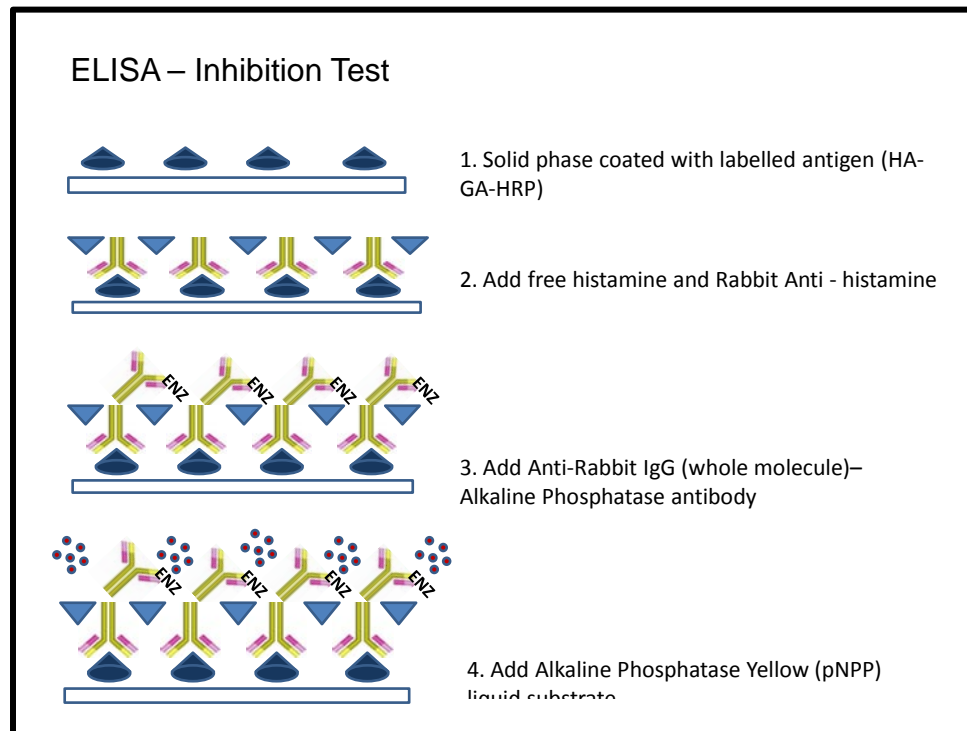 ELISA – Inhibition Test
1. Solid phase coated with labelled antigen (HA-
GA-HRP)
2. Add free histamine and Rabbit Anti - histamine
ENZ ENZ ENZ ENZ
3. Add Anti-Rabbit IgG (whole molecule)–
Alkaline Phosphatase antibody
ENZ ENZ ENZ ENZ
4. Add Alkaline Phosphatase Yellow (pNPP)
liquid substrate